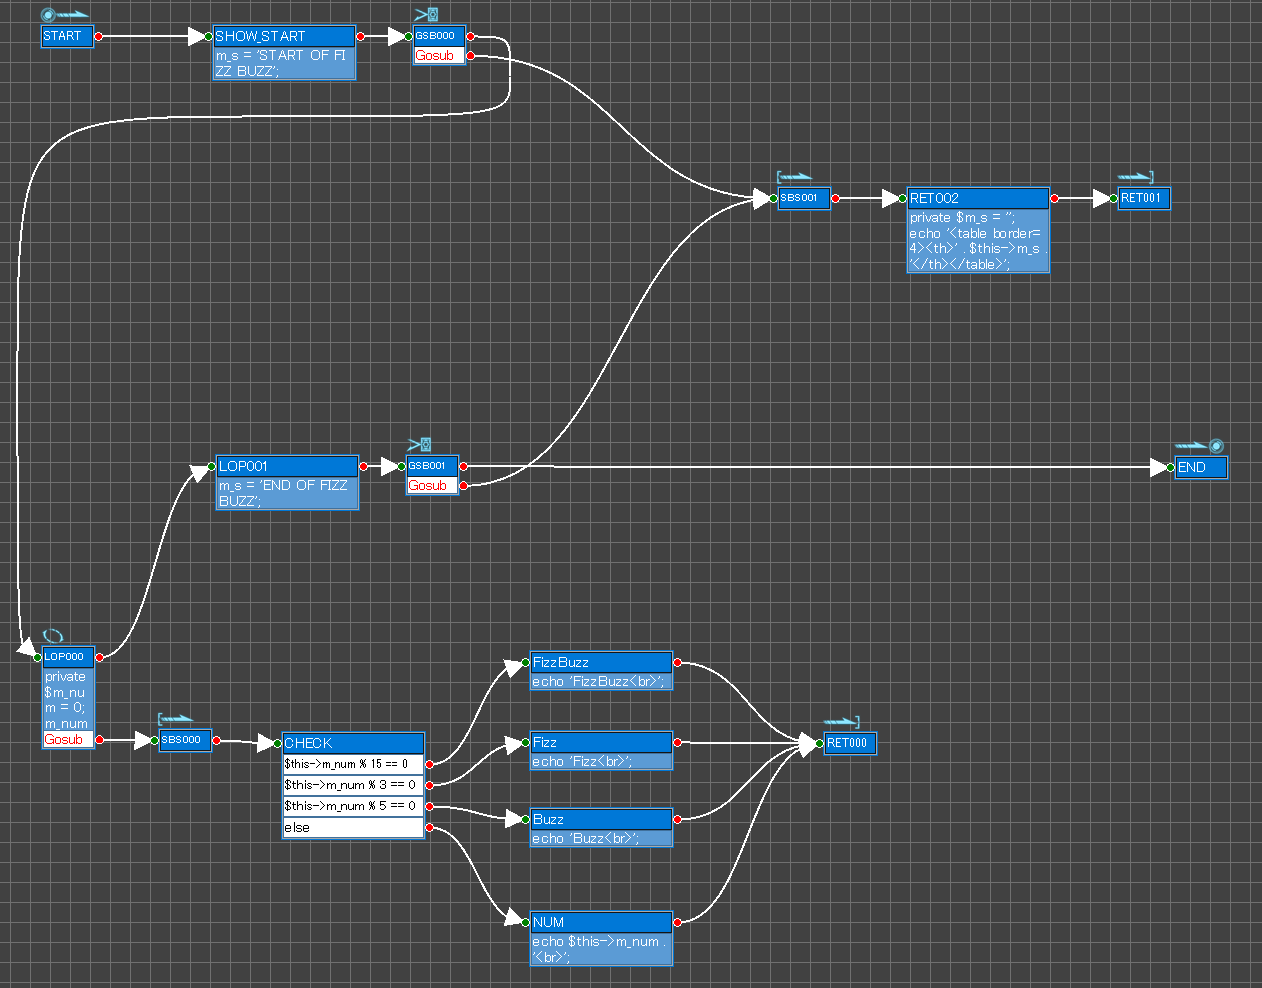 START
SHOW_START
m_s = 'START OF FI
ZZ BUZZ';
GSB000
Gosub
SBS001
RET002
private $m_s = '';
echo '<table border=
4><th>' . $this->m_s .
'</th></table>';
RET001
LOP001
m_s = 'END OF FIZZ
BUZZ';
GSB001
Gosub
END
LOP000
private
$m_nu
m = 0;
m_num
Gosub
SBS000
CHECK
$this->m_num % 15 == 0
$this->m_num % 3 == 0
$this->m_num % 5 == 0
else
FizzBuzz
echo 'FizzBuzz<br>';
Fizz
echo 'Fizz<br>';
Buzz
echo 'Buzz<br>';
NUM
echo $this->m_num .
'<br>';
RET000